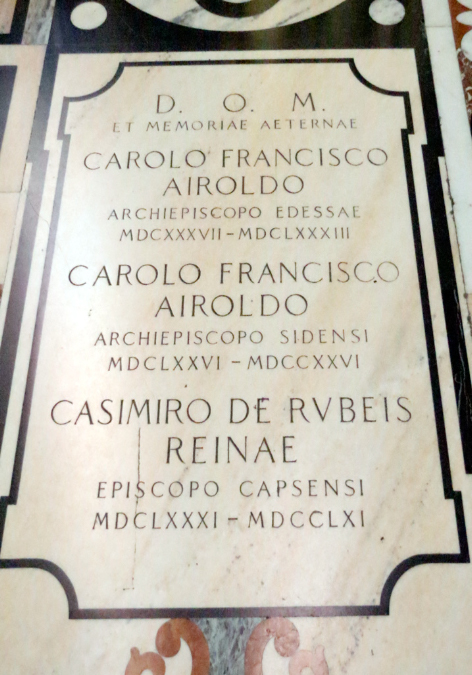 D. O. M.
ET MEMORIAE AETERNAE
CAROLO FRANCISCO
AIROLDO
ARCHIEPISCOPO EDESSAE
MDCXXXVII-MDCLXXXIII
CAROLO FRANCISCO
AIROLDO
ARCHIEPISCOPO SIDENSI
MDCLXXVI-MDCCXXVI
CASIMIRO DE RVBEIS
REINAE
EPISCOPO CAPSENSI
MDCLXXXI-MDCCLXI